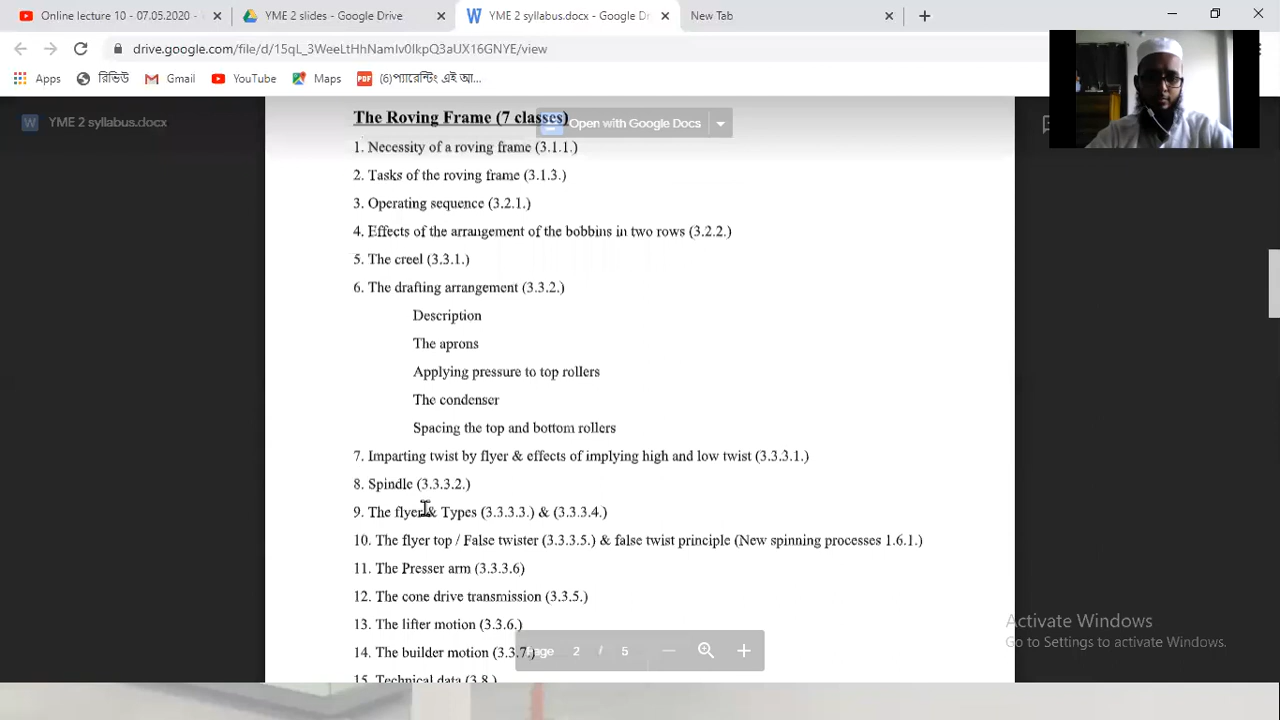 Online lecture 10 - 07.05.2020 -
YME 2 slides - Google Drive
YME 2 syllabus.docx - Google D
New Tab
drive.google.com/file/d/15qL_3WeeLtHhNamIv0IkpQ3aUX16GNYE/view
Apps
রিভিউ
Gmail
YouTube
Maps
(6)প্যারেন্টিং এই আ...
YME 2 syllabus.docx
Open with Google Docs
The Roving Frame (7 classes)
1. Necessity of a roving frame (3.1.1.)
2. Tasks of the roving frame (3.1.3.)
3. Operating sequence (3.2.1.)
4. Effects of the arrangement of the bobbins in two rows (3.2.2.)
5. The creel (3.3.1.)
6. The drafting arrangement (3.3.2.)
Description
The aprons
Applying pressure to top rollers
The condenser
Spacing the top and bottom rollers
7. Imparting twist by flyer & effects of implying high and low twist (3.3.3.1.)
8. Spindle (3.3.3.2.)
9. The flyer & Types (3.3.3.3.) & (3.3.3.4.)
10. The flyer top / False twister (3.3.3.5.) & false twist principle (New spinning processes 1.6.1.)
11. The Presser arm (3.3.3.6)
12. The cone drive transmission (3.3.5.)
13. The lifter motion (3.3.6.)
14. The builder motion (3.3.7.)
15. Technical data (3.8.)
Page 2 / 5
Activate Windows
Go to Settings to activate Windows.